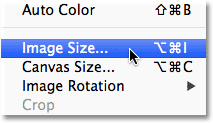 Auto Color ⇧⌘B
Image Size... ⌥⌘I
Canvas Size... ⌥⌘C
Image Rotation ▶
Crop